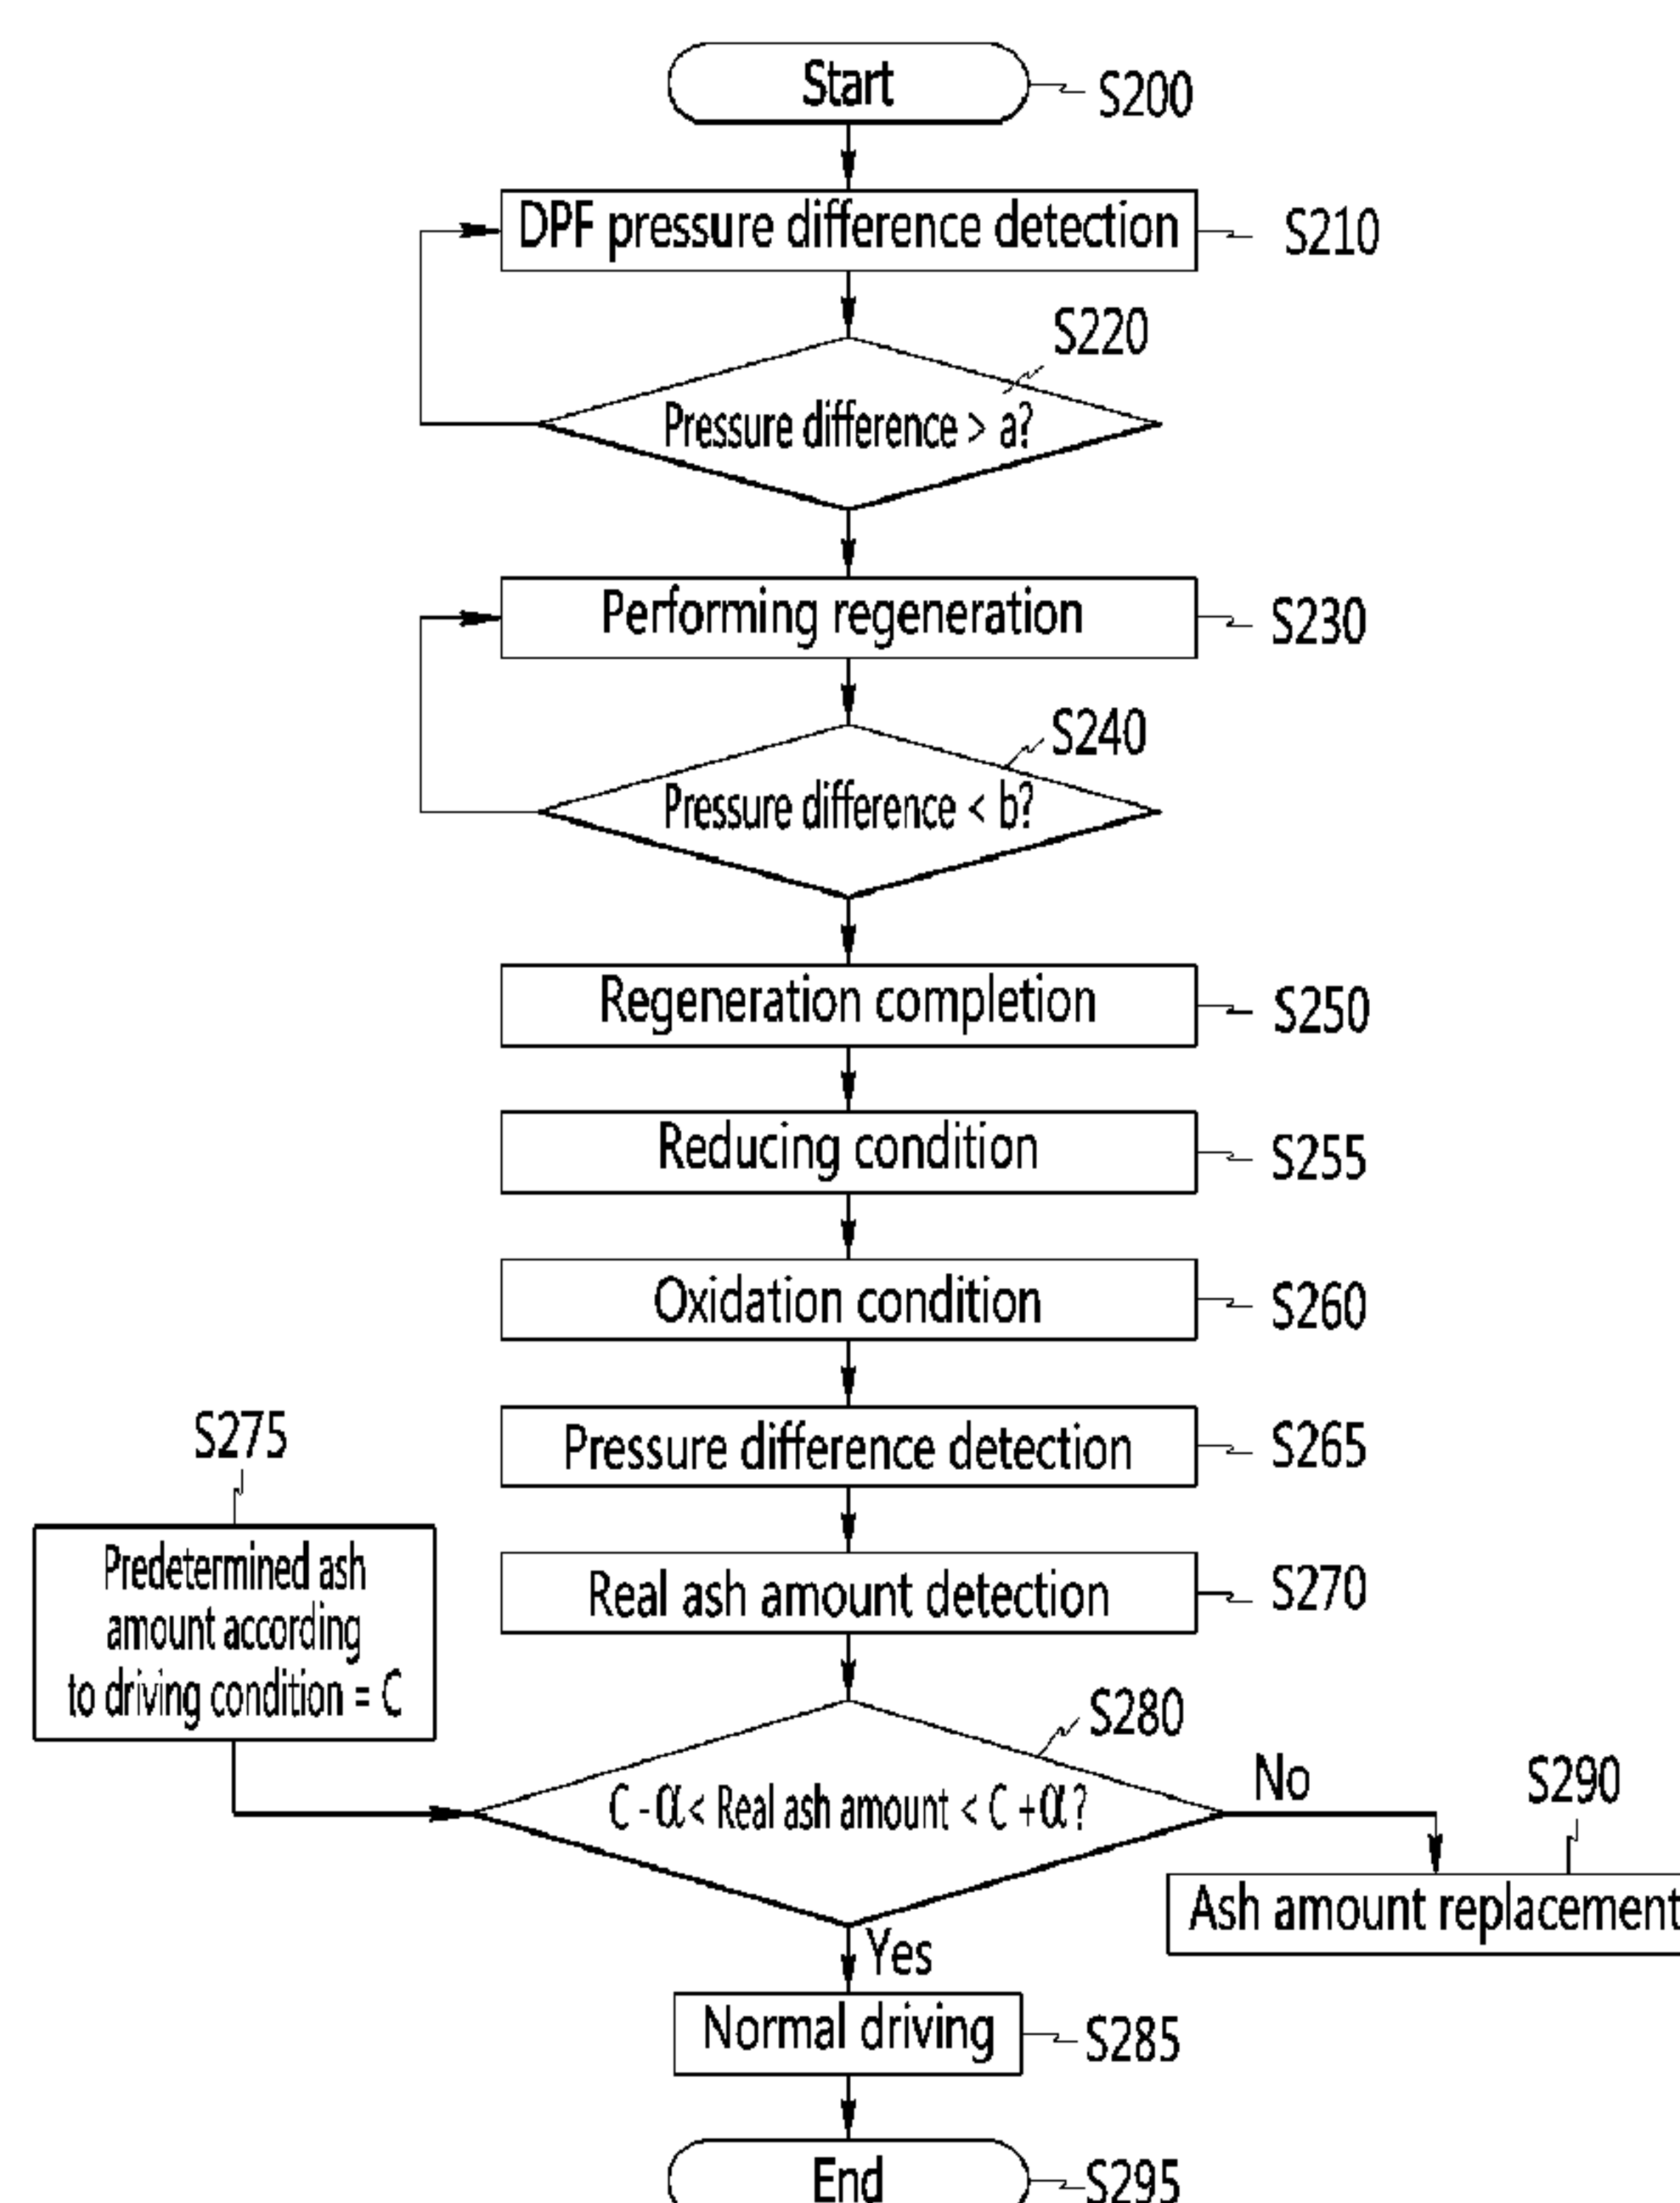 Start
S200
DPF pressure difference detection
S210
S220
Pressure difference > a?
Performing regeneration
S230
S240
Pressure difference < b?
Regeneration completion
S250
Reducing condition
S255
Oxidation condition
S260
Pressure difference detection
S265
S275
Predetermined ash
amount according
to driving condition = C
Real ash amount detection
S270
S280
C - α < Real ash amount < C + α ?
No
S290
Ash amount replacement
Yes
Normal driving
S285
End
S295